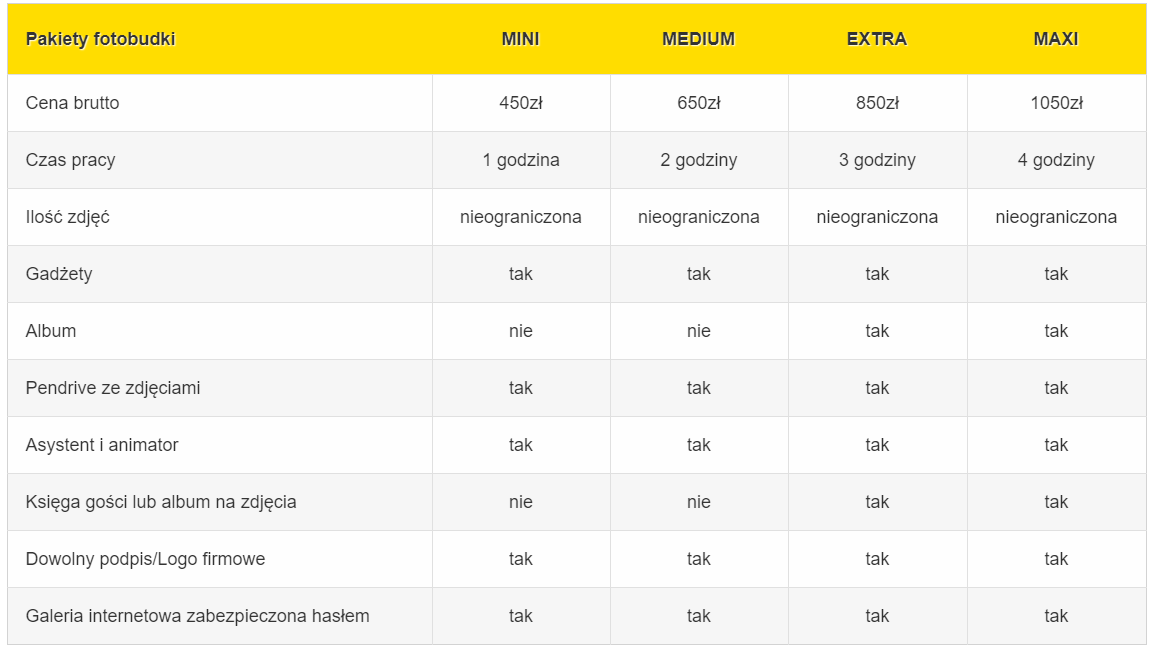 Pakiety fotobudki MINI MEDIUM EXTRA MAXI
Cena brutto 450zł 650zł 850zł 1050zł
Czas pracy 1 godzina 2 godziny 3 godziny 4 godziny
Ilość zdjęć nieograniczona nieograniczona nieograniczona nieograniczona
Gadżety tak tak tak tak
Album nie nie tak tak
Pendrive ze zdjęciami tak tak tak tak
Asystent i animator tak tak tak tak
Księga gości lub album na zdjęcia nie nie tak tak
Dowolny podpis/Logo firmowe tak tak tak tak
Galeria internetowa zabezpieczona hasłem tak tak tak tak